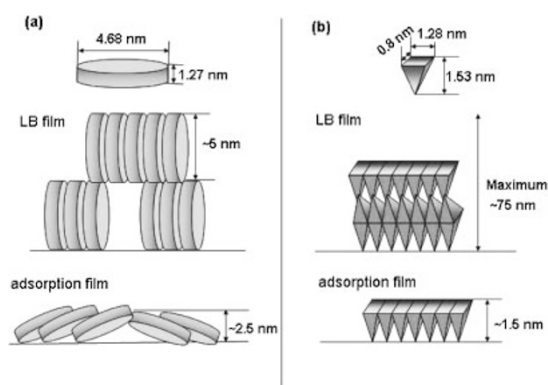 (a)
4.68 nm
1.27 nm
LB film
~5 nm
adsorption film
~2.5 nm
(b)
0.8 nm
1.28 nm
1.53 nm
LB film
Maximum
~75 nm
adsorption film
~1.5 nm